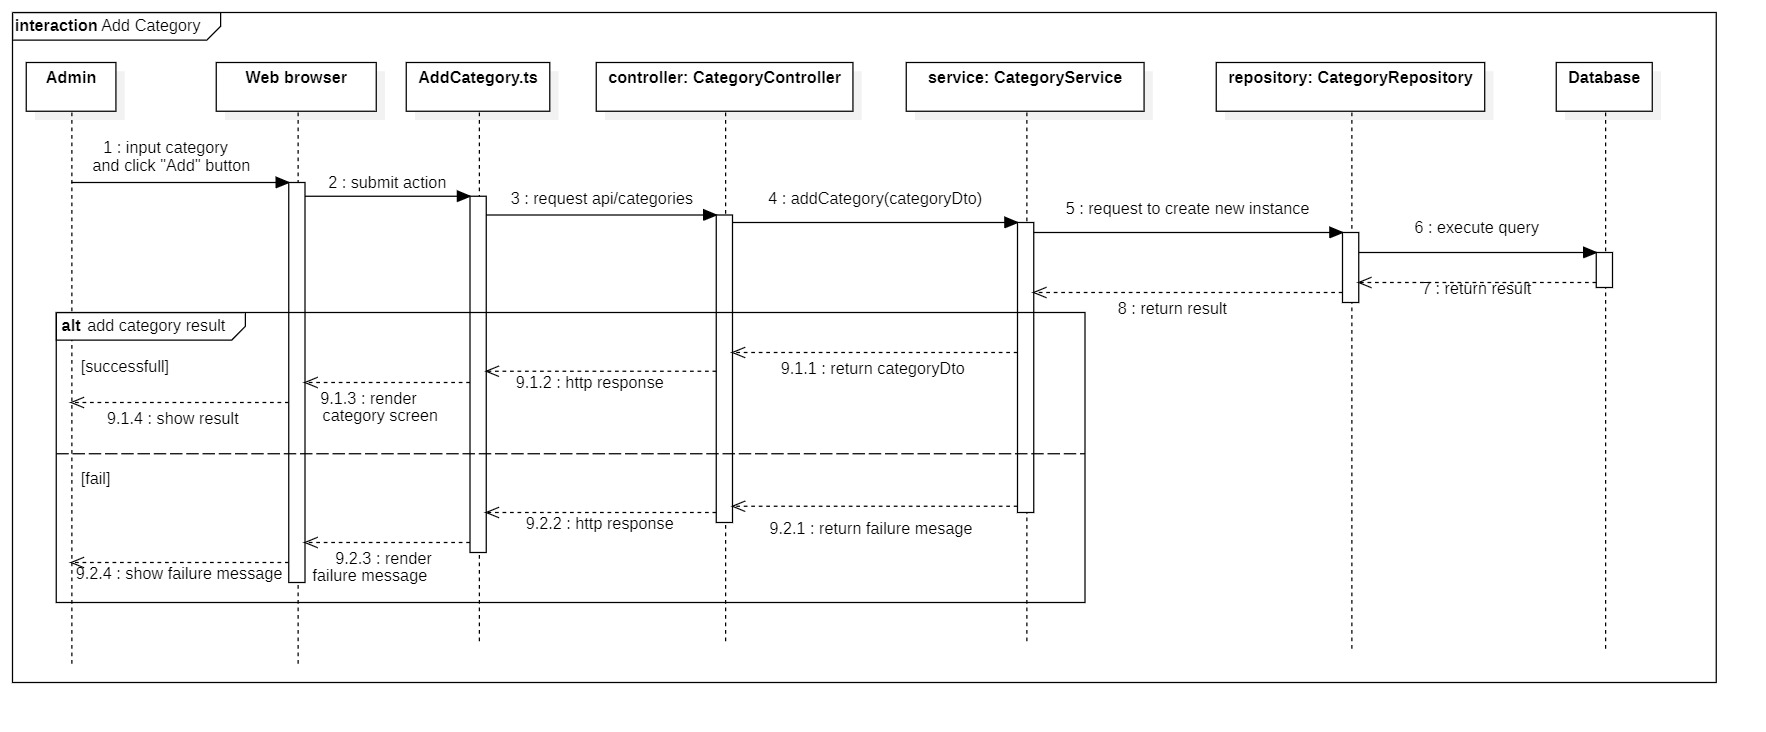 interaction Add Category
Admin
Web browser
AddCategory.ts
controller: CategoryController
service: CategoryService
repository: CategoryRepository
Database
1 : input category
and click "Add" button
2 : submit action
3 : request api/categories
4 : addCategory(categoryDto)
5 : request to create new instance
6 : execute query
7 : return result
8 : return result
alt add category result
[successfull]
9.1.1 : return categoryDto
9.1.2 : http response
9.1.3 : render
category screen
9.1.4 : show result
[fail]
9.2.1 : return failure mesage
9.2.2 : http response
9.2.3 : render
failure message
9.2.4 : show failure message